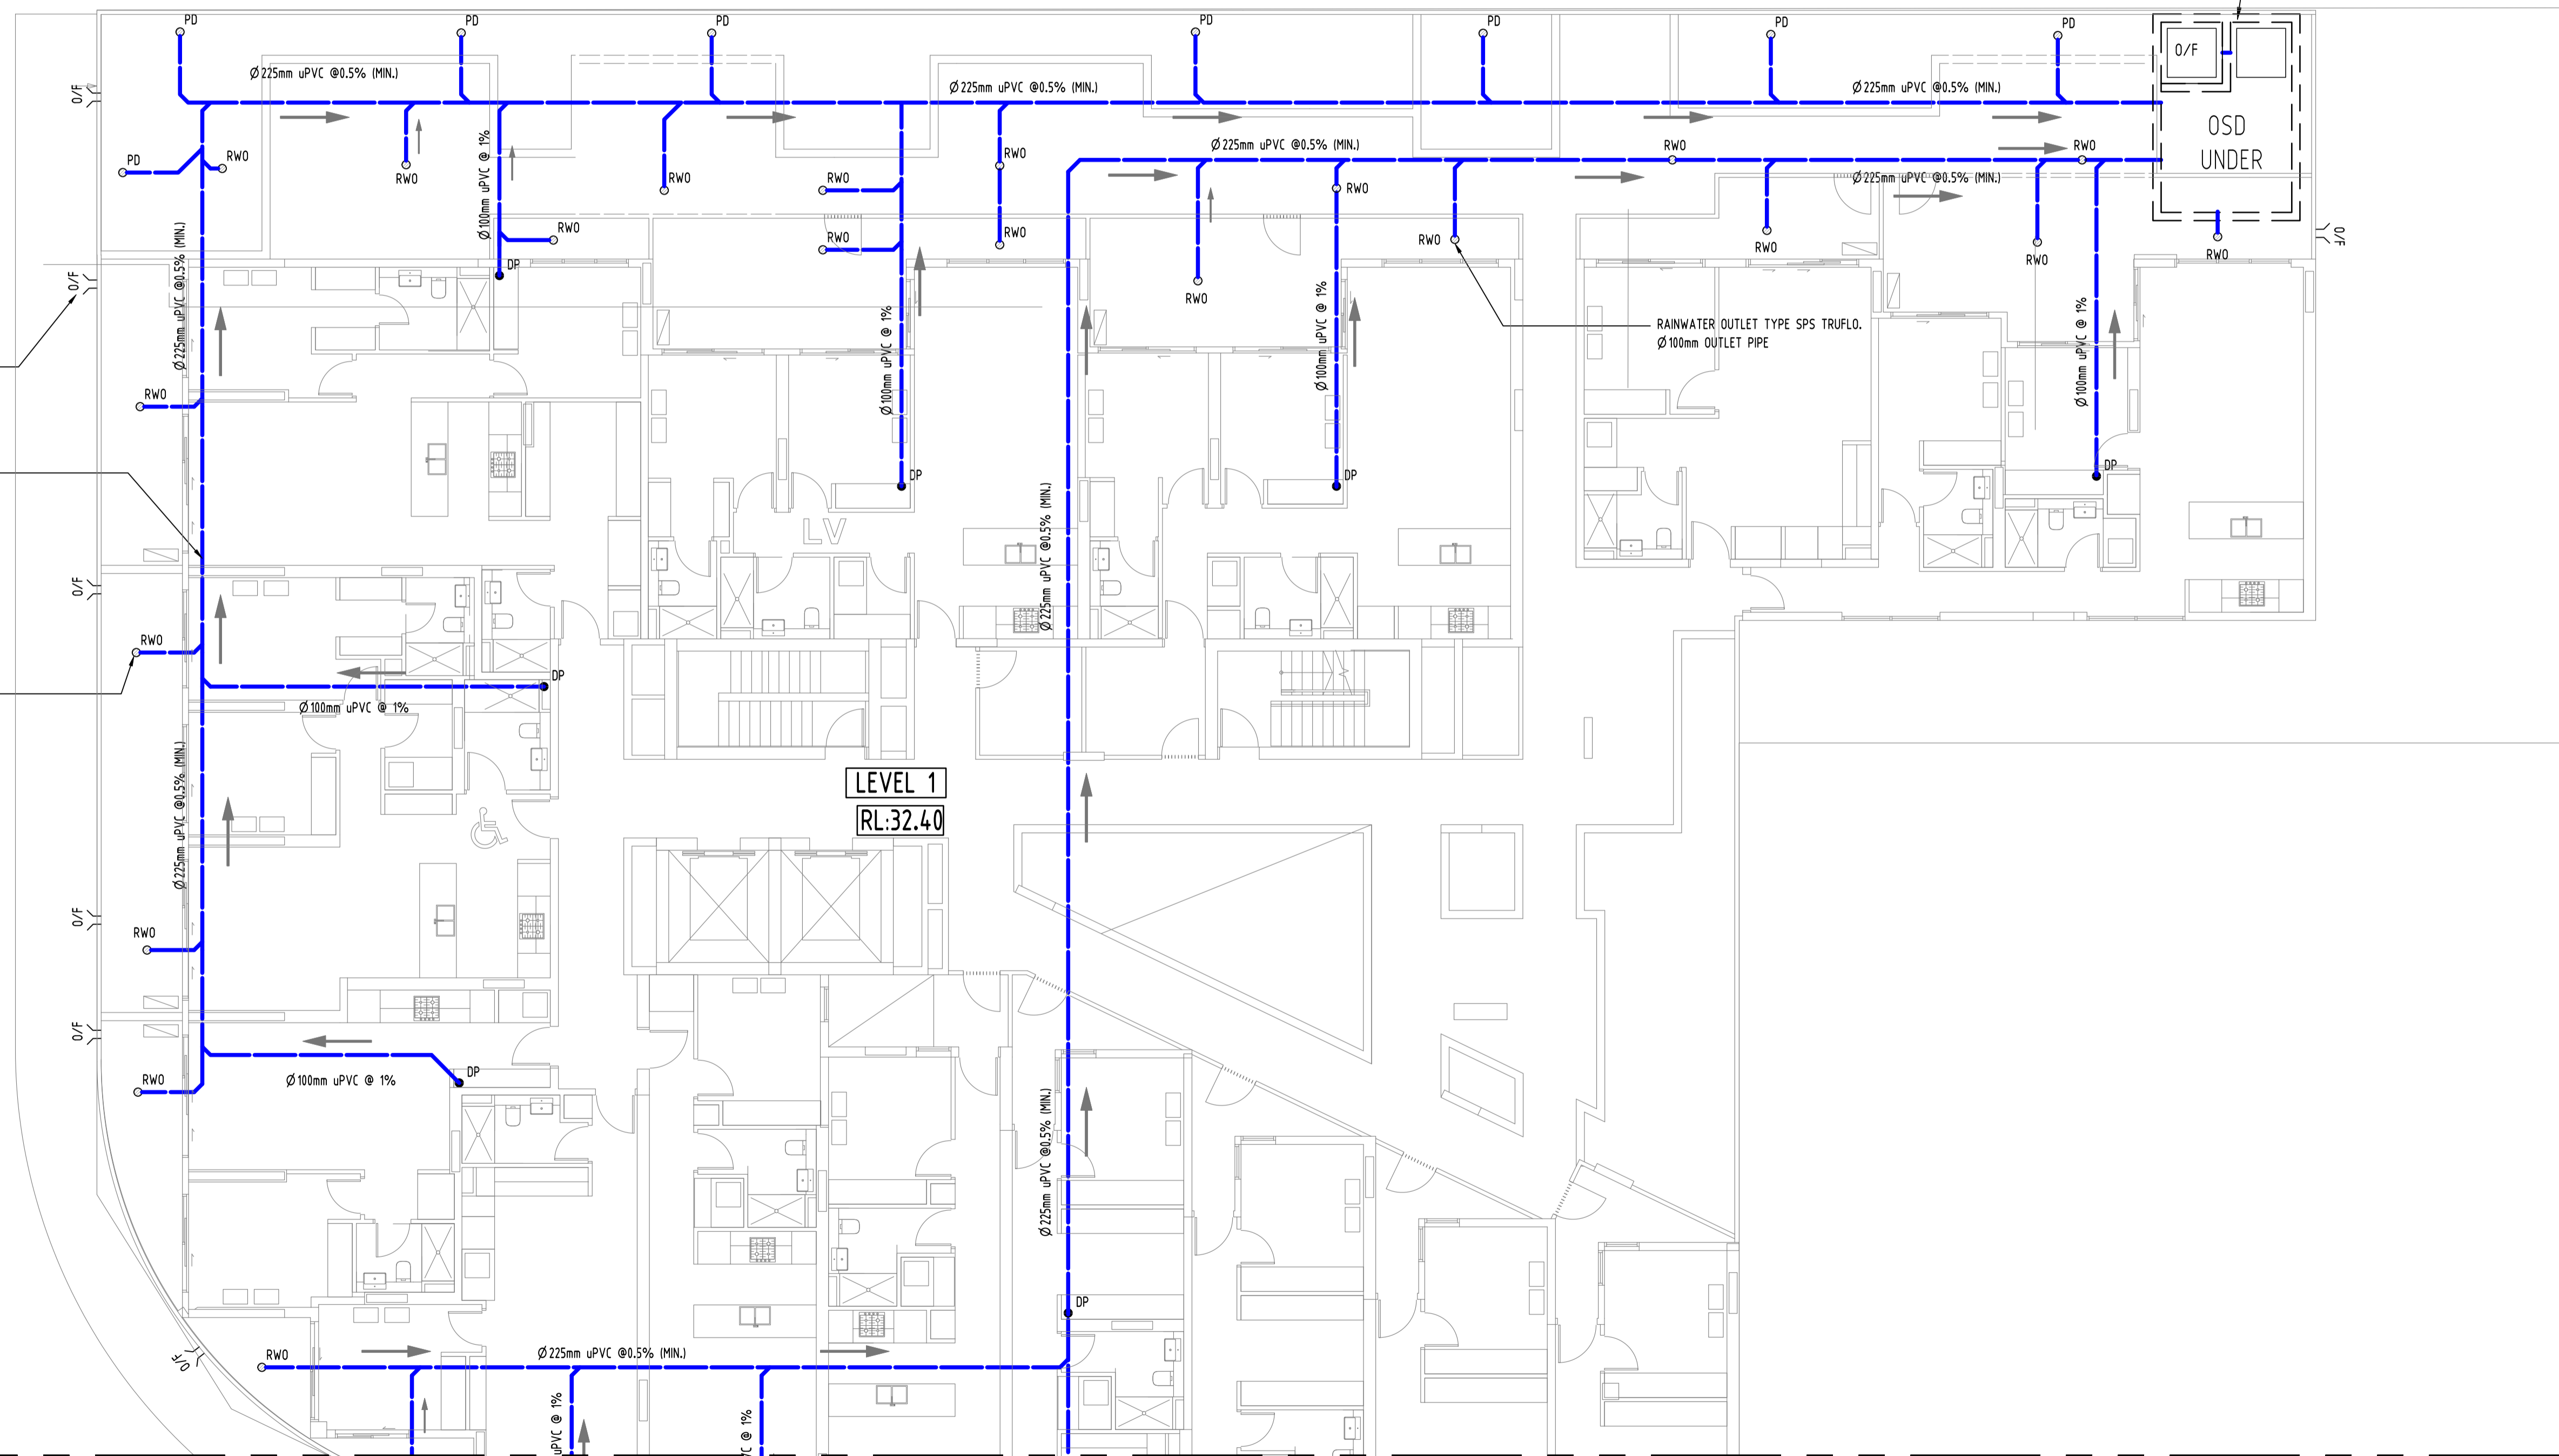 PD
PD
PD
PD
PD
PD
PD
O/F
Ø225mm uPVC @0.5% (MIN.)
Ø225mm uPVC @0.5% (MIN.)
Ø225mm uPVC @0.5% (MIN.)
O/F
OSD
UNDER
PD
RWO
RWO
Ø100mm uPVC @ 1%
RWO
RWO
RWO
Ø225mm uPVC @0.5% (MIN.)
RWO
RWO
RWO
Ø225mm uPVC @0.5% (MIN.)
RWO
RWO
RWO
RWO
RWO
RWO
RWO
RWO
O/F
O/F
DP
RWO
Ø225mm uPVC @0.5% (MIN.)
Ø100mm uPVC @ 1%
Ø100mm uPVC @ 1%
RAINWATER OUTLET TYPE SPS TRUFLO.
Ø100mm OUTLET PIPE
Ø100mm uPVC @ 1%
RWO
DP
DP
DP
LV
Ø225mm uPVC @0.5% (MIN.)
O/F
RWO
DP
Ø100mm uPVC @ 1%
Ø225mm uPVC @0.5% (MIN.)
LEVEL 1
RL:32.40
O/F
RWO
O/F
RWO
DP
Ø100mm uPVC @ 1%
Ø225mm uPVC @0.5% (MIN.)
DP
O/F
RWO
Ø225mm uPVC @0.5% (MIN.)
uPVC @ 1%
@ 1%